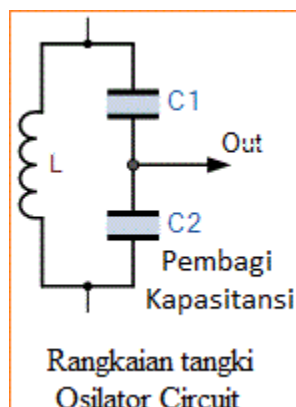 C1
Out
L
C2
Pembagi
Kapasitansi
Rangkaian tangki
Osilator Circuit